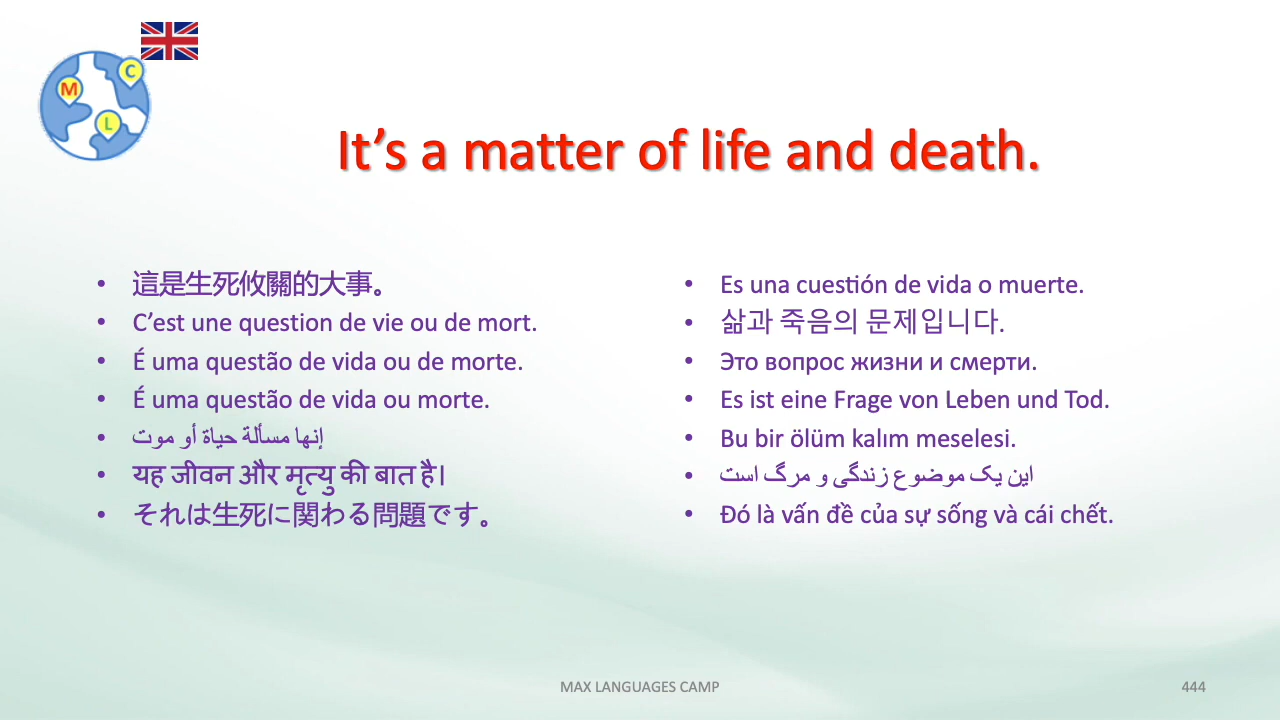 M
C
L
It’s a matter of life and death.
• 這是生死攸關的大事。
• C’est une question de vie ou de mort.
• É uma questão de vida ou de morte.
• É uma questão de vida ou morte.
• إنها مسألة حياة أو موت
• यह जीवन और मृत्यु की बात है।
• それは生死に関わる問題です。
• Es una cuestión de vida o muerte.
• 삶과 죽음의 문제입니다.
• Это вопрос жизни и смерти.
• Es ist eine Frage von Leben und Tod.
• Bu bir ölüm kalım meselesi.
• این یک موضوع زندگی و مرگ است
• Đó là vấn đề của sự sống và cái chết.
MAX LANGUAGES CAMP
444